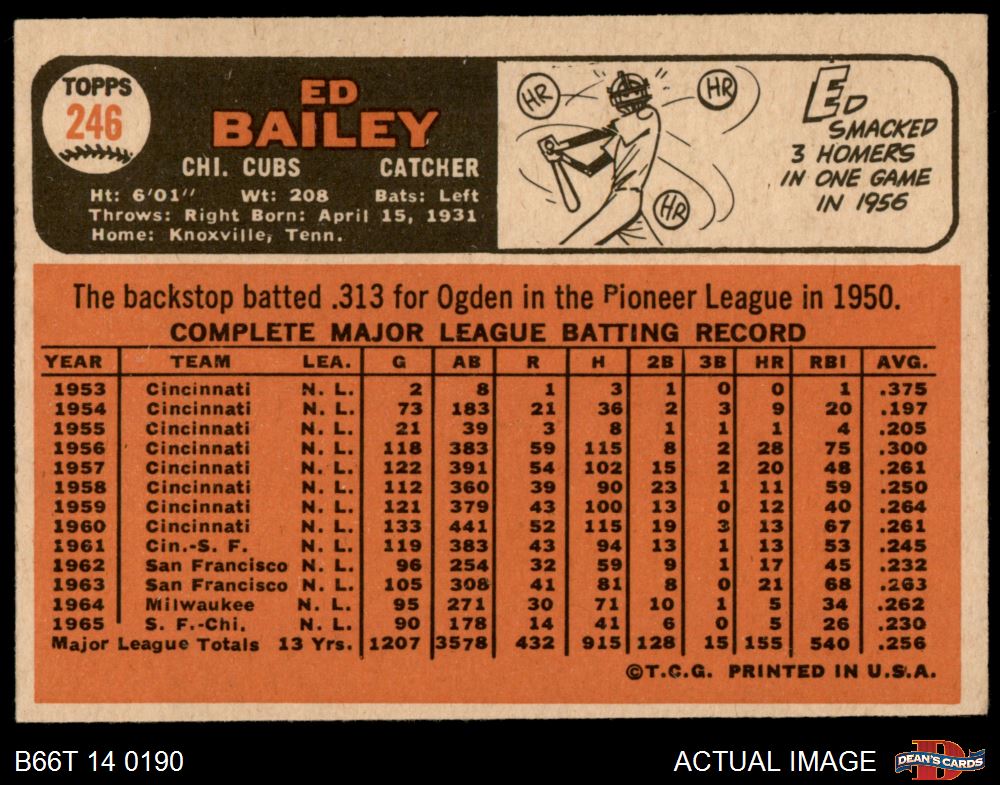 TOPPS
246
ED
BAILEY
CHI. CUBS CATCHER
Ht: 6'01" Wt: 208 Bats: Left
Throws: Right Born: April 15, 1931
Home: Knoxville, Tenn.
HR
HR
HR
ED
SMACKED
3 HOMERS
IN ONE GAME
IN 1956
The backstop batted .313 for Ogden in the Pioneer League in 1950.
COMPLETE MAJOR LEAGUE BATTING RECORD
YEAR TEAM LEA. G AB R H 2B 3B HR RBI AVG.
1953 Cincinnati N. L. 2 8 1 3 1 0 0 1 .375
1954 Cincinnati N. L. 73 183 21 36 2 3 9 20 .197
1955 Cincinnati N. L. 21 39 3 8 1 1 1 4 .205
1956 Cincinnati N. L. 118 383 59 115 8 2 28 75 .300
1957 Cincinnati N. L. 122 391 54 102 15 2 20 48 .261
1958 Cincinnati N. L. 112 360 39 90 23 1 11 59 .250
1959 Cincinnati N. L. 121 379 43 100 13 0 12 40 .264
1960 Cincinnati N. L. 133 441 52 115 19 3 13 67 .261
1961 Cin.-S. F. N. L. 119 383 43 94 13 1 13 53 .245
1962 San Francisco N. L. 96 254 32 59 9 1 17 45 .232
1963 San Francisco N. L. 105 308 41 81 8 0 21 68 .263
1964 Milwaukee N. L. 95 271 30 71 10 1 5 34 .262
1965 S. F.-Chi. N. L. 90 178 14 41 6 0 5 26 .230
Major League Totals 13 Yrs. 1207 3578 432 915 128 15 155 540 .256
©T.C.G. PRINTED IN U.S.A.
B66T 14 0190 ACTUAL IMAGE DEAN'S CARDS